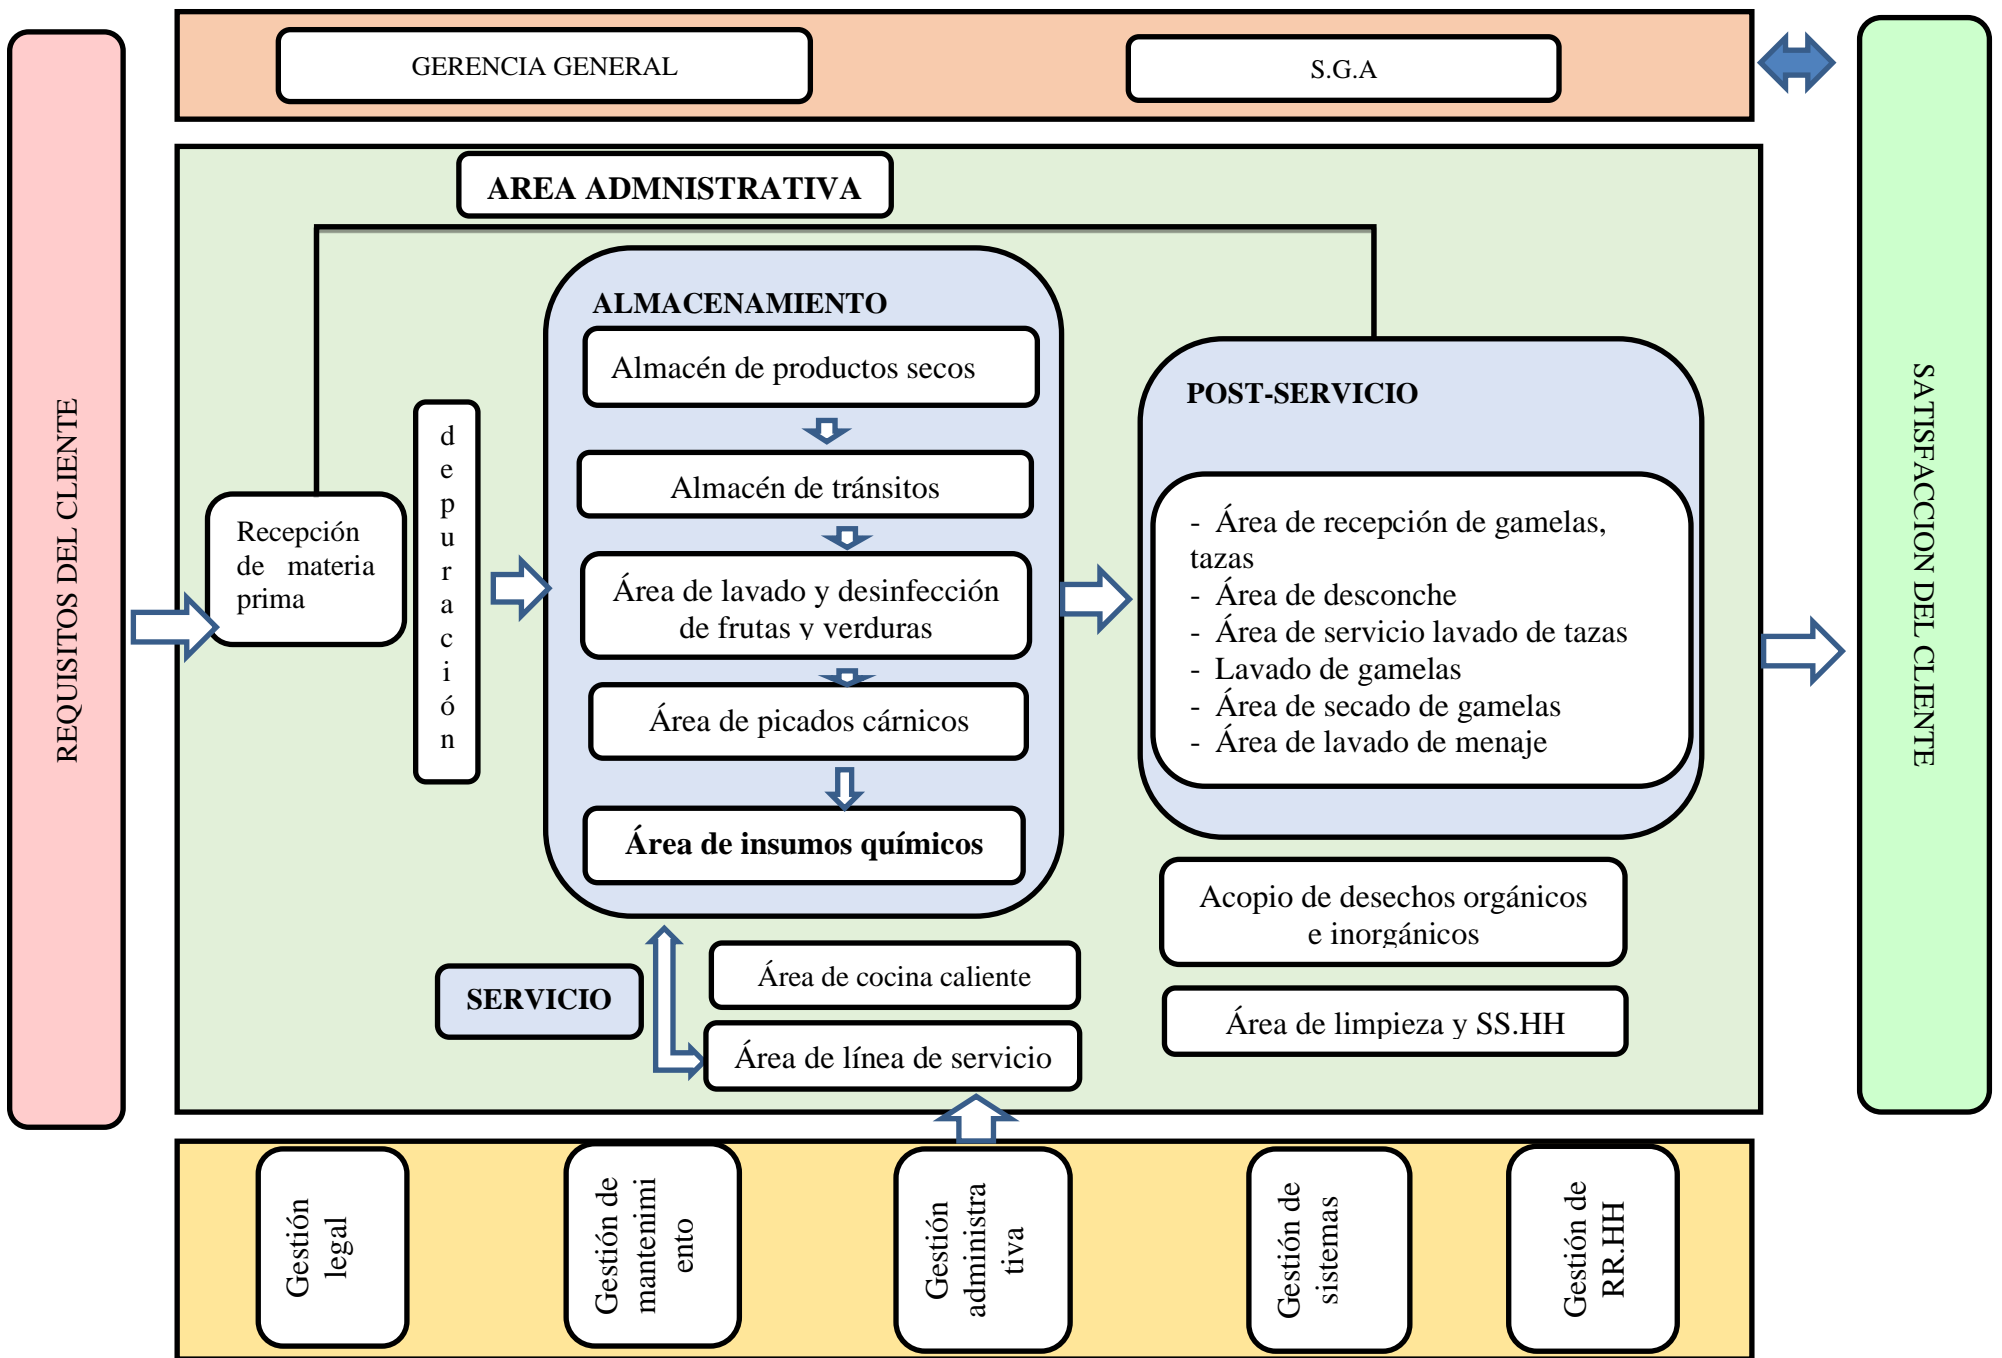 GERENCIA GENERAL
S.G.A
REQUISITOS DEL CLIENTE
AREA ADMNISTRATIVA
Recepción
de materia
prima
depuración
ALMACENAMIENTO
Almacén de productos secos
Almacén de tránsitos
Área de lavado y desinfección
de frutas y verduras
Área de picados cárnicos
Área de insumos químicos
POST-SERVICIO
- Área de recepción de gamelas,
tazas
- Área de desconche
- Área de servicio lavado de tazas
- Lavado de gamelas
- Área de secado de gamelas
- Área de lavado de menaje
Acopio de desechos orgánicos
e inorgánicos
Área de limpieza y SS.HH
SERVICIO
Área de cocina caliente
Área de línea de servicio
SATISFACCION DEL CLIENTE
Gestión
legal
Gestión de
mantenimi
ento
Gestión
administra
tiva
Gestión de
sistemas
Gestión de
RR.HH